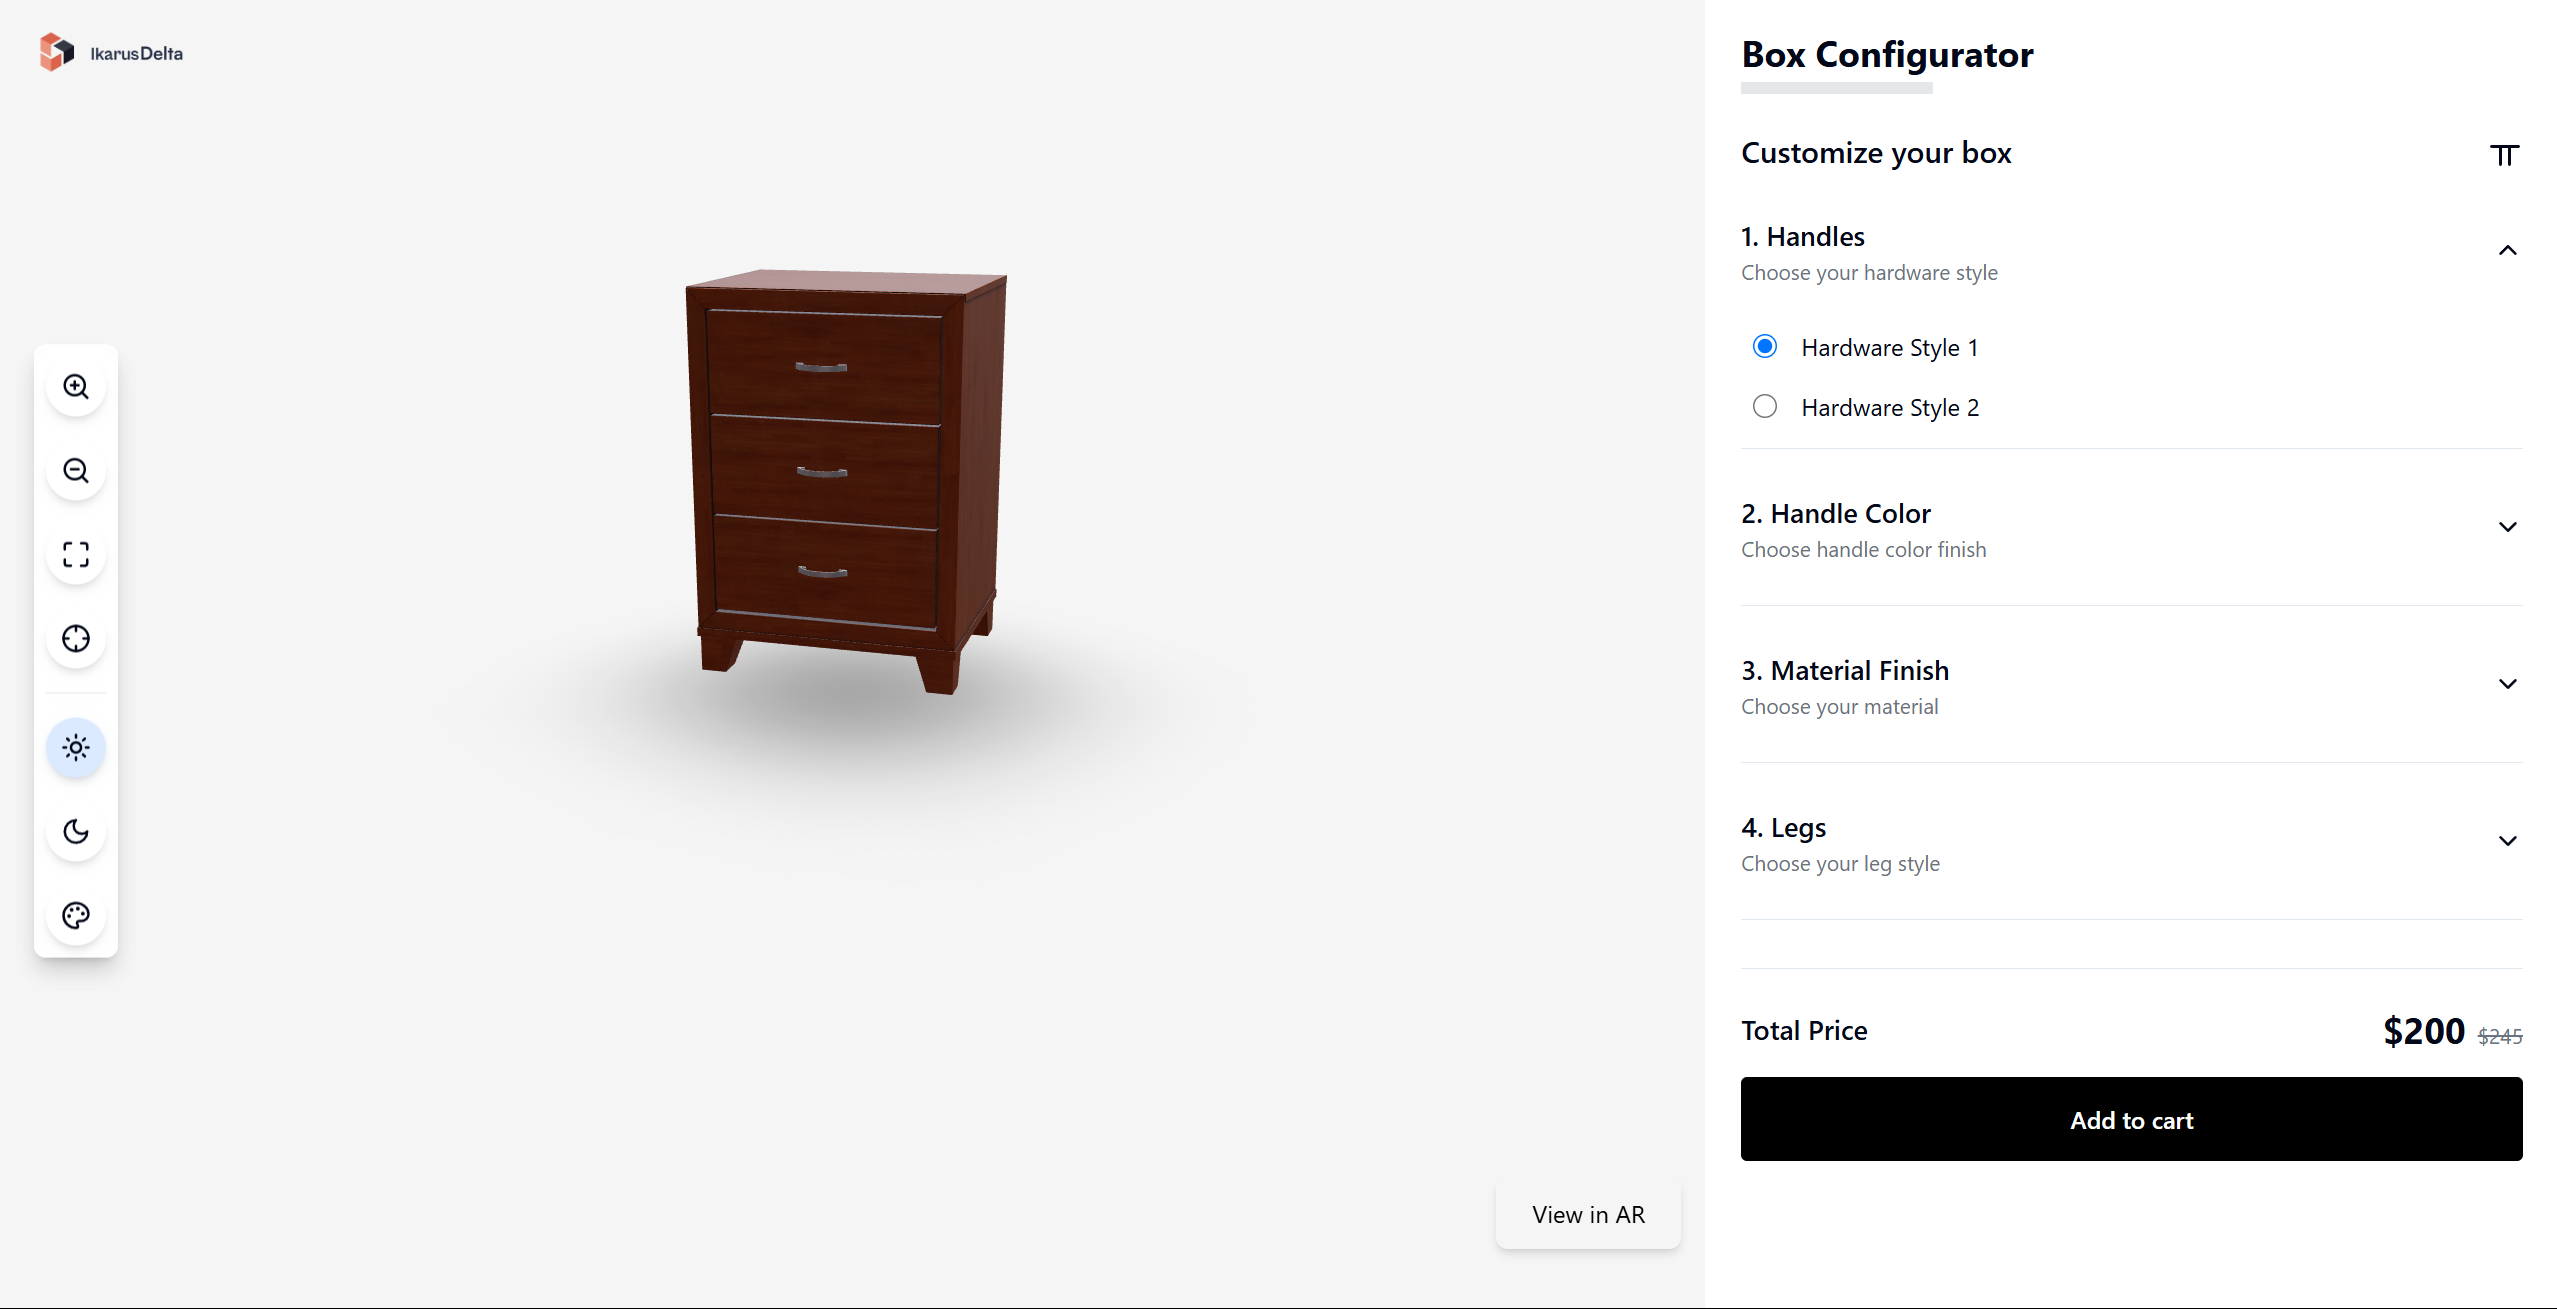 IkarusDelta
Box Configurator
Customize your box
1. Handles
Choose your hardware style
Hardware Style 1
Hardware Style 2
2. Handle Color
Choose handle color finish
3. Material Finish
Choose your material
4. Legs
Choose your leg style
Total Price $200 $245
Add to cart
View in AR